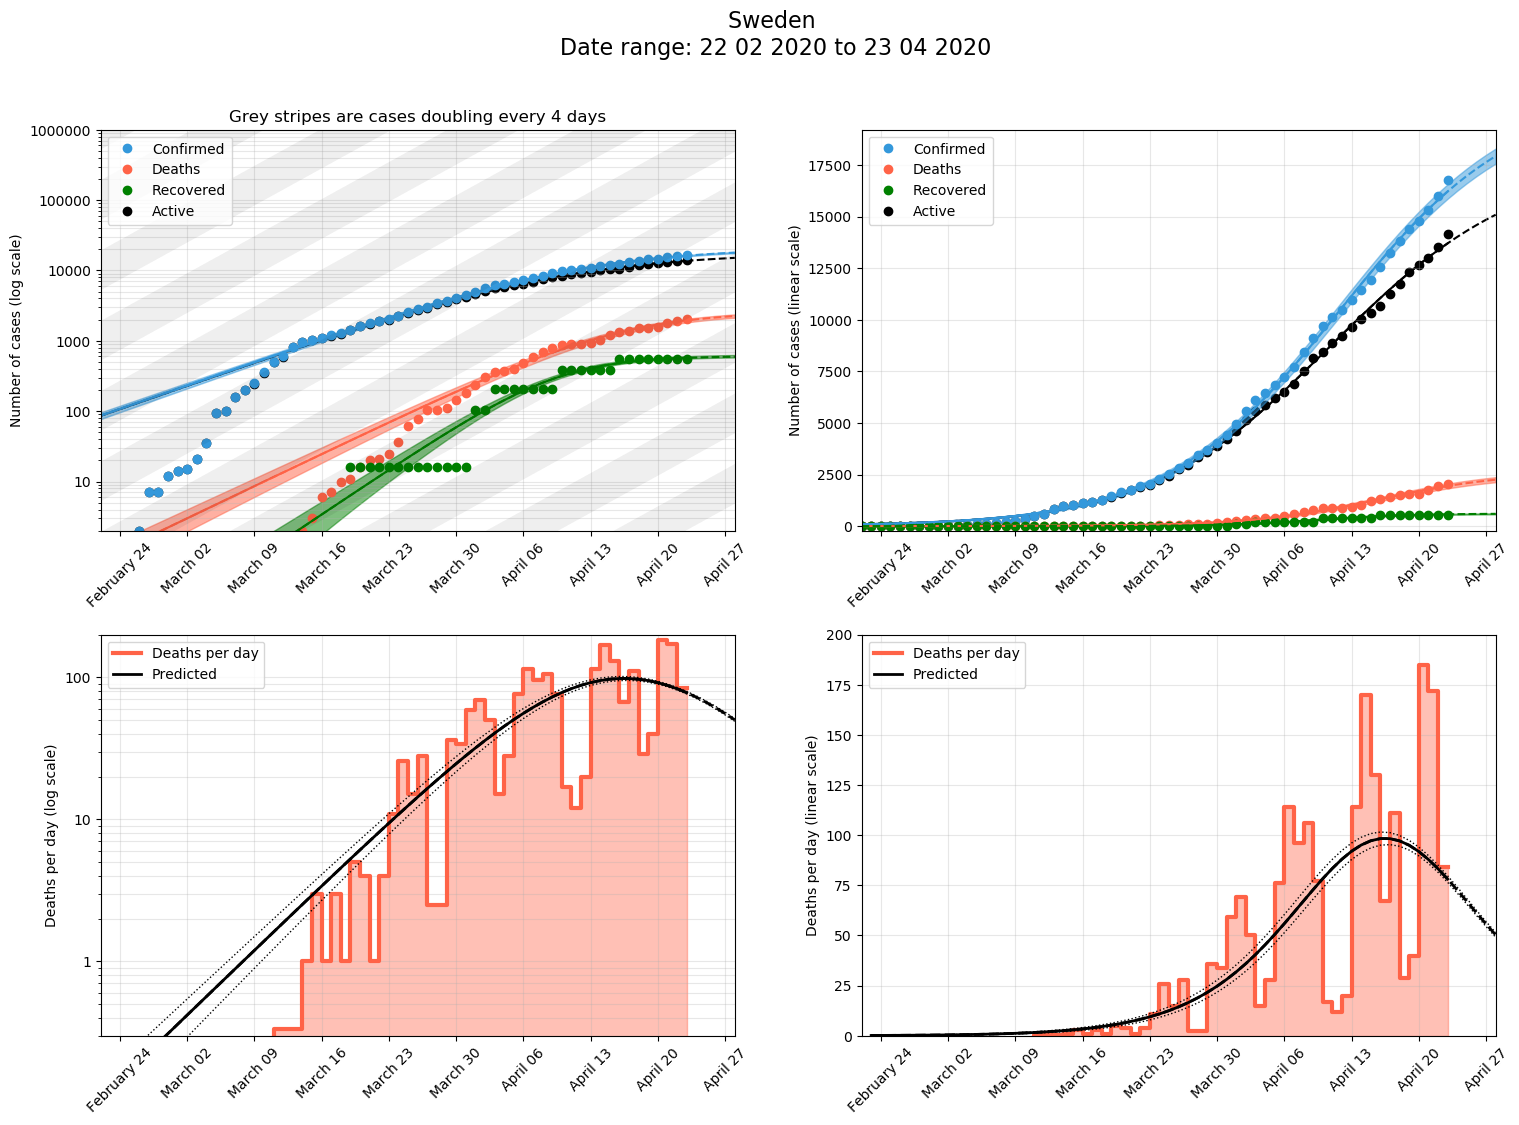 Sweden
Date range: 22 02 2020 to 23 04 2020
Grey stripes are cases doubling every 4 days
Number of cases (log scale)
1000000
100000
10000
1000
100
10
Confirmed
Deaths
Recovered
Active
February 24
March 02
March 09
March 16
March 23
March 30
April 06
April 13
April 20
April 27
Number of cases (linear scale)
17500
15000
12500
10000
7500
5000
2500
0
Confirmed
Deaths
Recovered
Active
February 24
March 02
March 09
March 16
March 23
March 30
April 06
April 13
April 20
April 27
Deaths per day (log scale)
100
10
1
Deaths per day
Predicted
February 24
March 02
March 09
March 16
March 23
March 30
April 06
April 13
April 20
April 27
Deaths per day (linear scale)
200
175
150
125
100
75
50
25
0
Deaths per day
Predicted
February 24
March 02
March 09
March 16
March 23
March 30
April 06
April 13
April 20
April 27